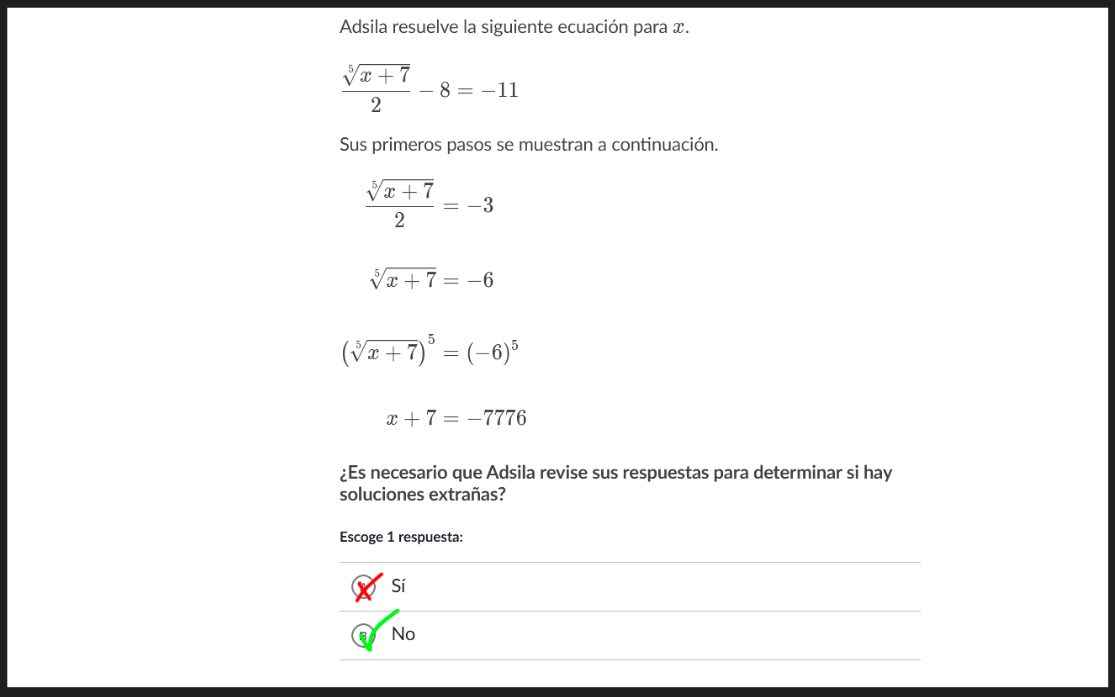 Adsila resuelve la siguiente ecuación para x.
\frac{\sqrt[5]{x + 7}}{2} − 8 = −11
Sus primeros pasos se muestran a continuación.
\frac{\sqrt[5]{x + 7}}{2} = −3
\sqrt[5]{x + 7} = −6
(\sqrt[5]{x + 7})^5 = (−6)^5
x + 7 = −7776
¿Es necesario que Adsila revise sus respuestas para determinar si hay
soluciones extrañas?
Escoge 1 respuesta:
Sí
B No